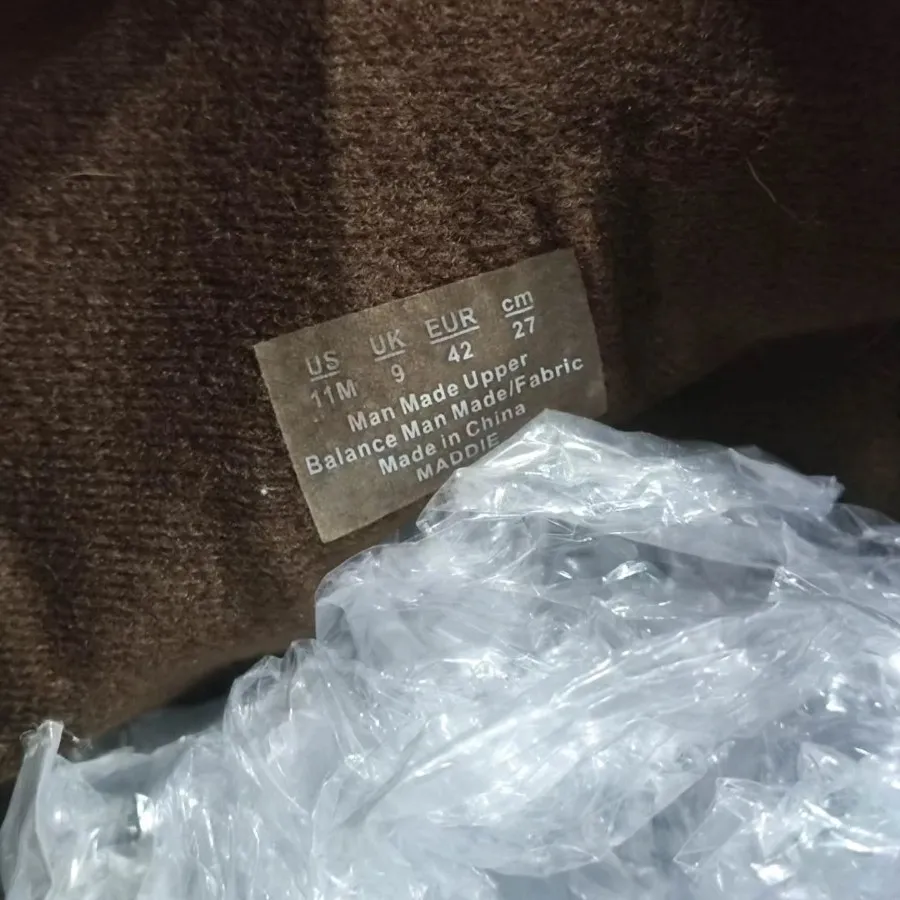 US UK EUR cm
11M 9 42 27
Man Made Upper
Balance Man Made/Fabric
Made in China
MADDIE